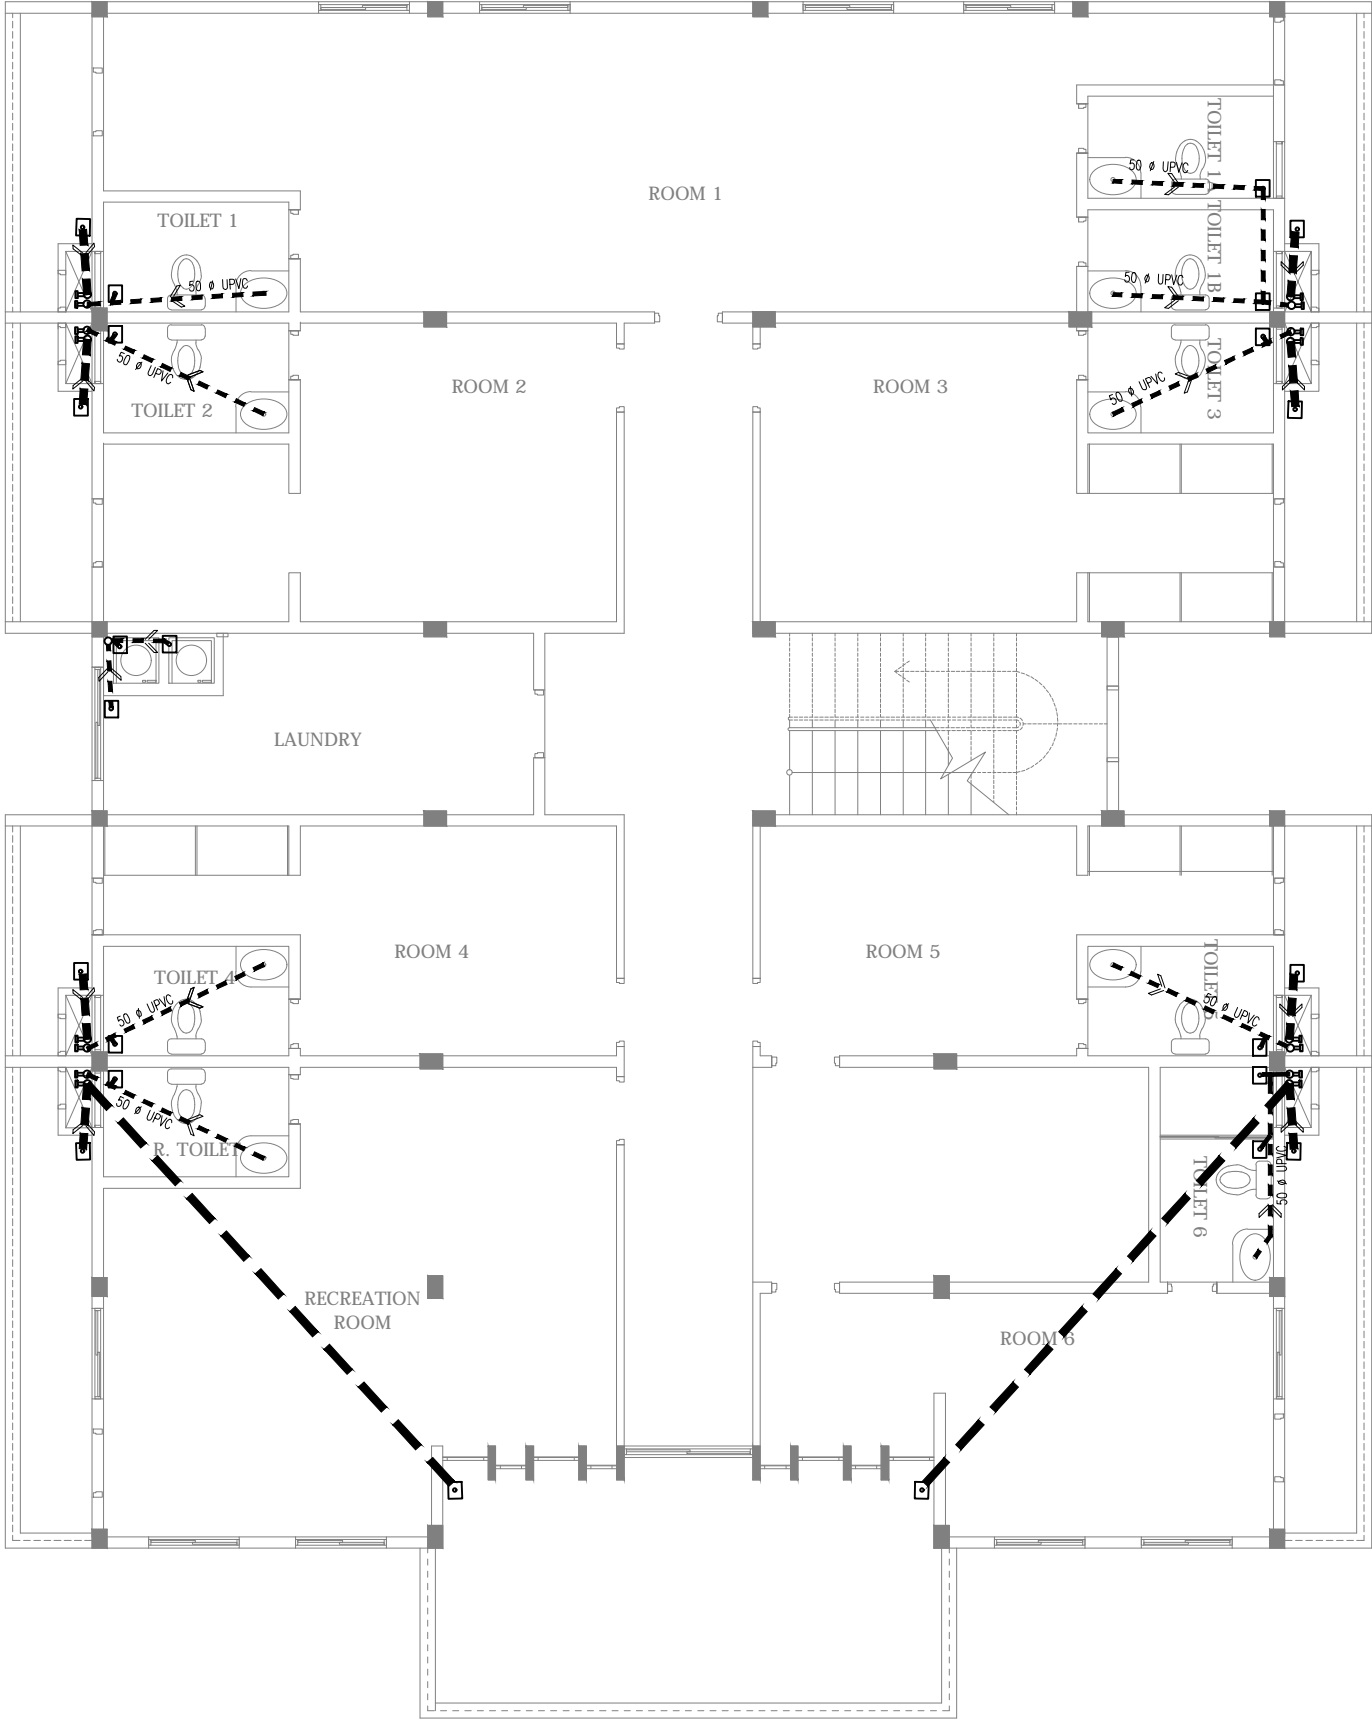 TOILET 1A
50 ø UPVC
ROOM 1
TOILET 1
TOILET 1B
50 ø UPVC
50 ø UPVC
50 ø UPVC
TOILET 2
ROOM 2
ROOM 3
50 ø UPVC
TOILET 3
LAUNDRY
ROOM 4
ROOM 5
TOILET 4
50 ø UPVC
TOILET 5
50 ø UPVC
50 ø UPVC
R. TOILET
50 ø UPVC
TOILET 6
RECREATION
ROOM
ROOM 6